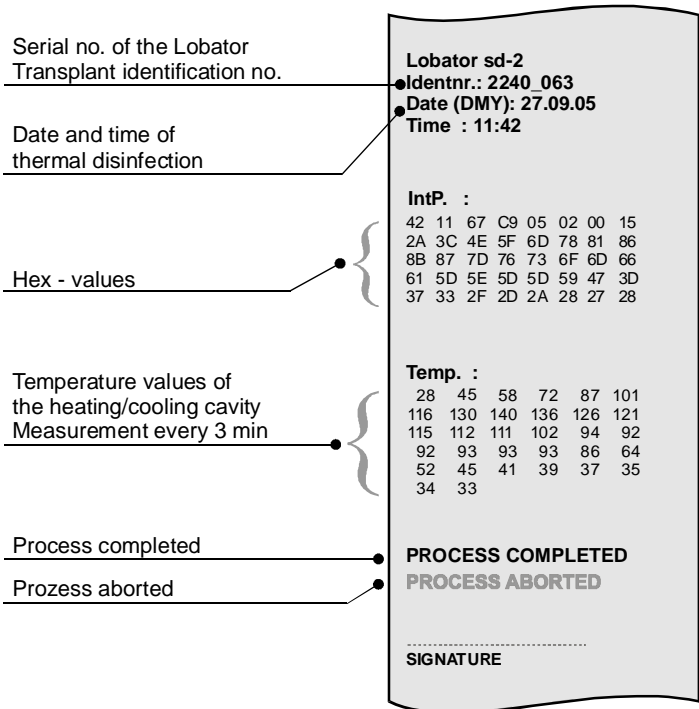 Serial no. of the Lobator
Transplant identification no.
Date and time of
thermal disinfection
Hex - values
Temperature values of
the heating/cooling cavity
Measurement every 3 min
Process completed
Prozess aborted
Lobator sd-2
Identnr.: 2240_063
Date (DMY): 27.09.05
Time : 11:42
IntP. :
42 11 67 C9 05 02 00 15
2A 3C 4E 5F 6D 78 81 86
8B 87 7D 76 73 6F 6D 66
61 5D 5E 5D 5D 59 47 3D
37 33 2F 2D 2A 28 27 28
Temp. :
28 45 58 72 87 101
116 130 140 136 126 121
115 112 111 102 94 92
92 93 93 93 86 64
52 45 41 39 37 35
34 33
PROCESS COMPLETED
PROCESS ABORTED
SIGNATURE